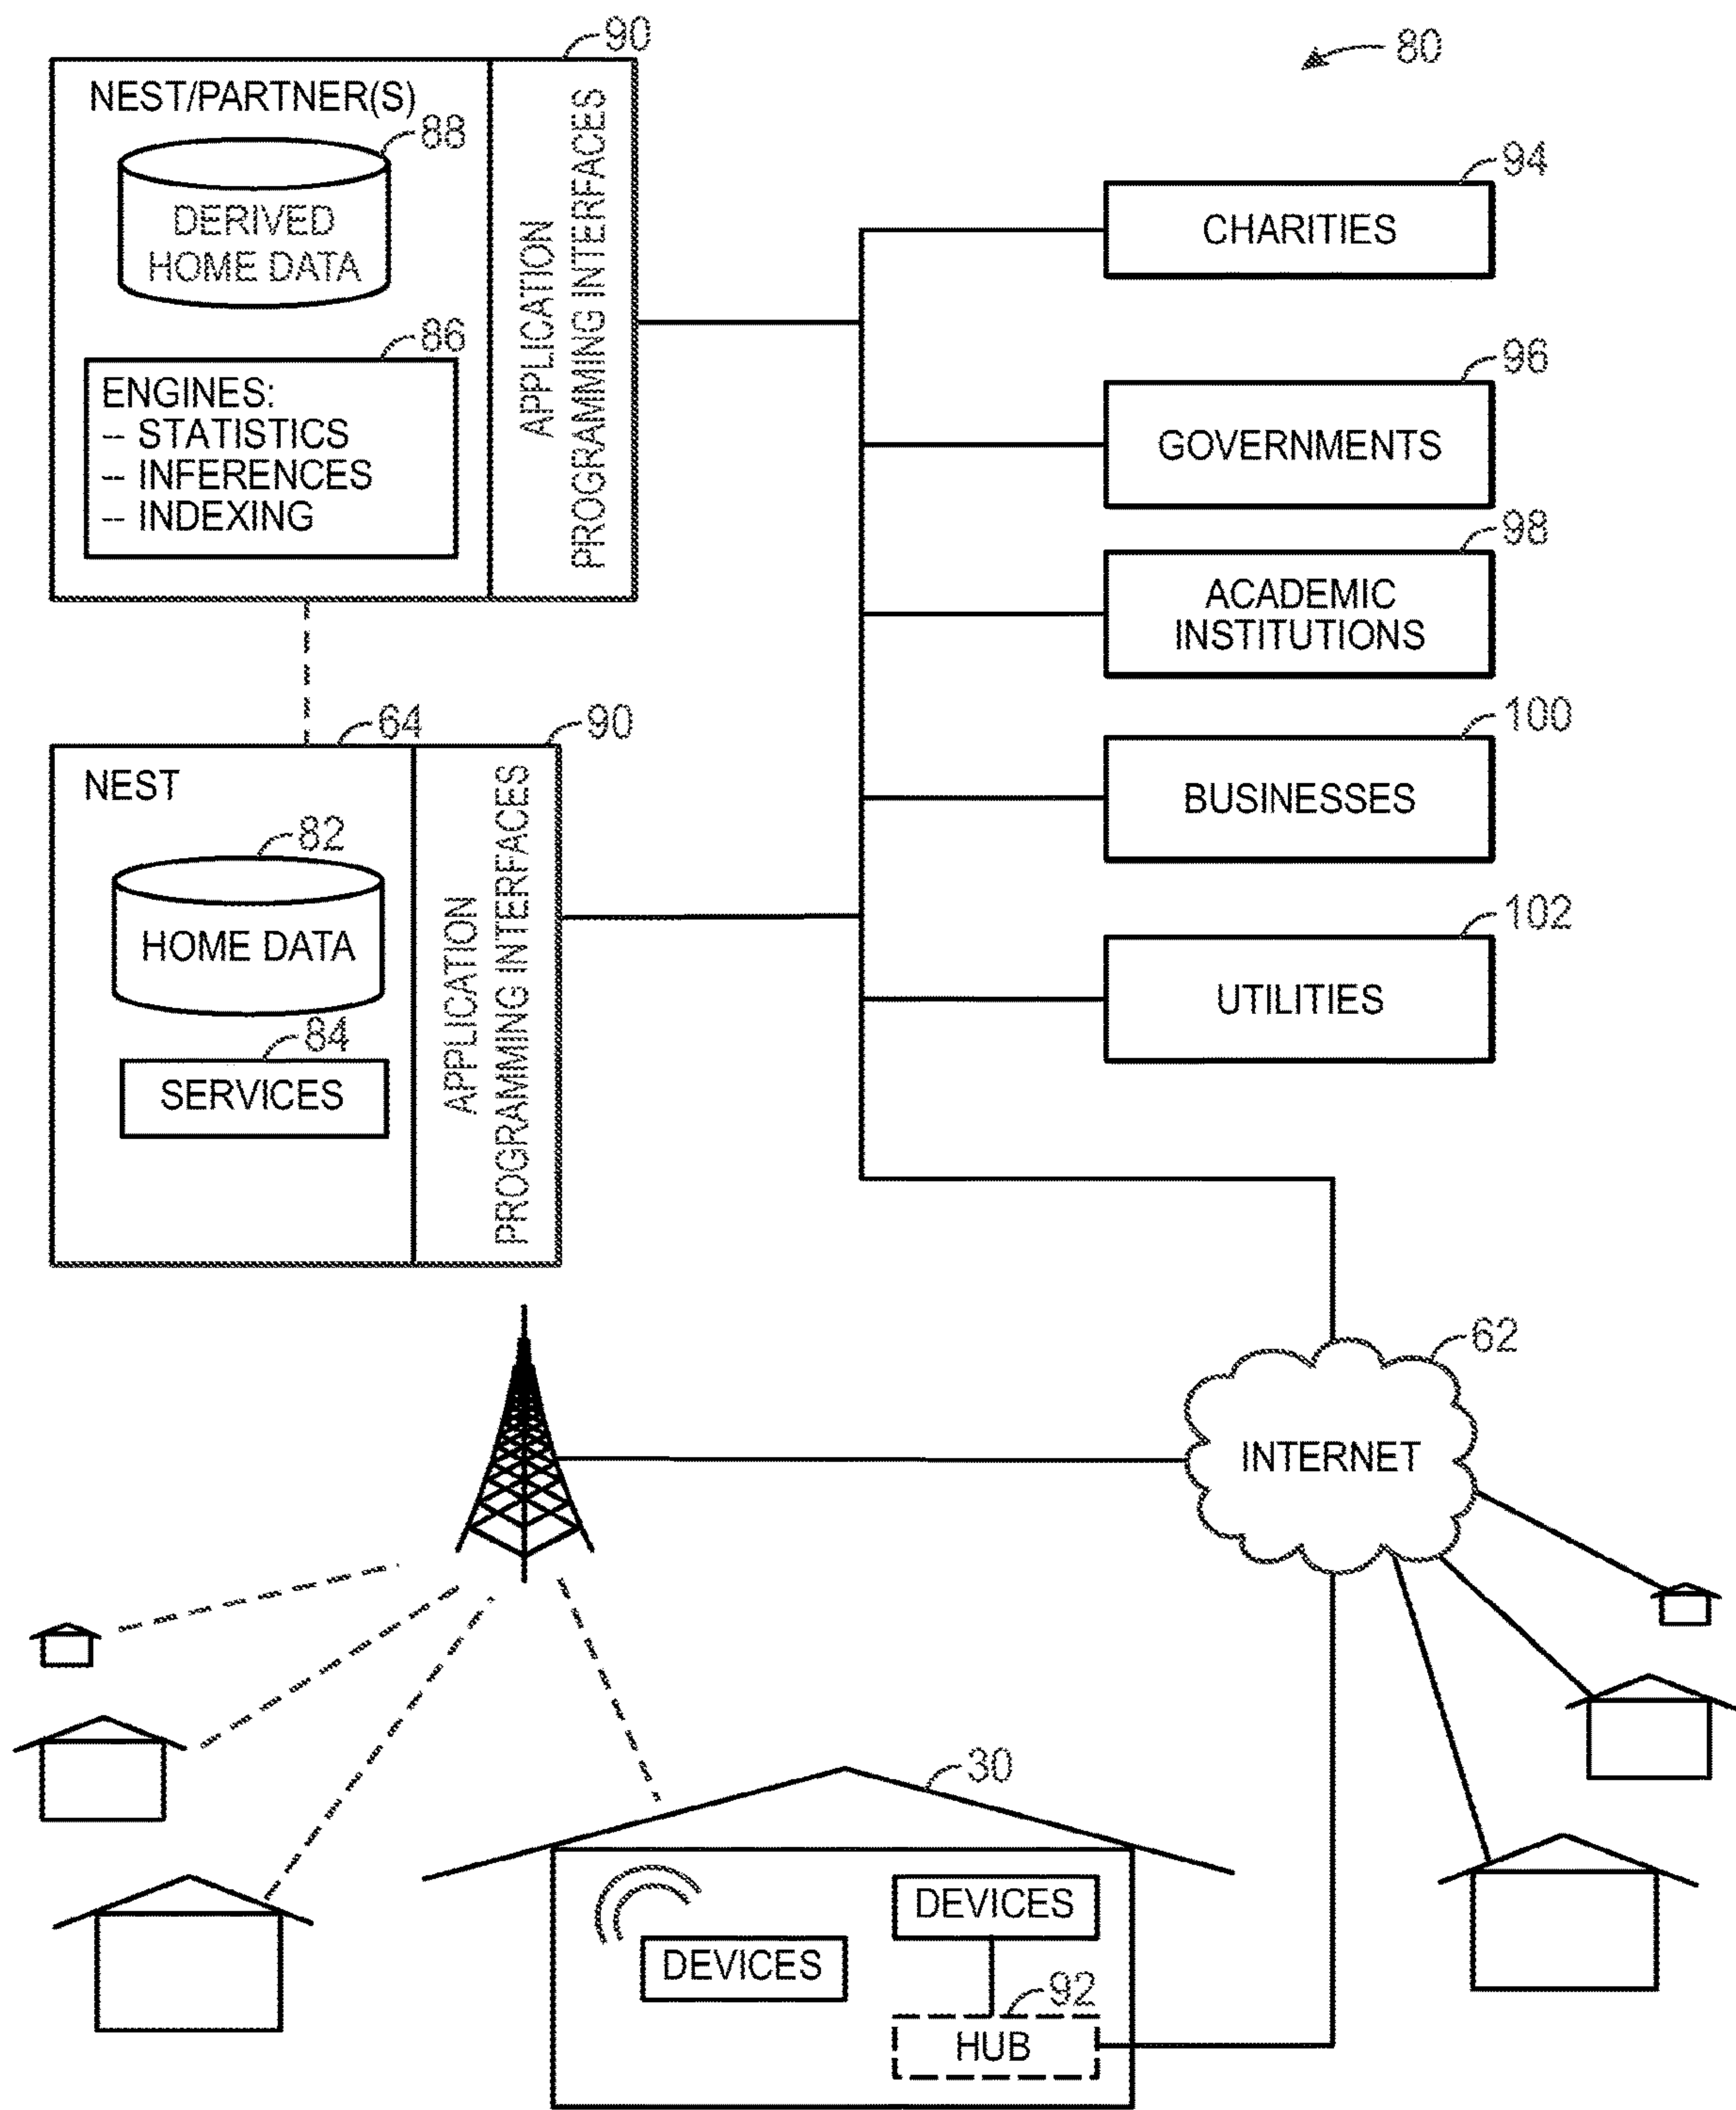 90
80
NEST/PARTNER(S)
88
DERIVED
HOME DATA
86
ENGINES:
-- STATISTICS
-- INFERENCES
-- INDEXING
APPLICATION
PROGRAMMING INTERFACES
94
CHARITIES
96
GOVERNMENTS
98
ACADEMIC
INSTITUTIONS
100
BUSINESSES
102
UTILITIES
64
90
NEST
82
HOME DATA
84
SERVICES
APPLICATION
PROGRAMMING INTERFACES
62
INTERNET
30
DEVICES
DEVICES
92
HUB